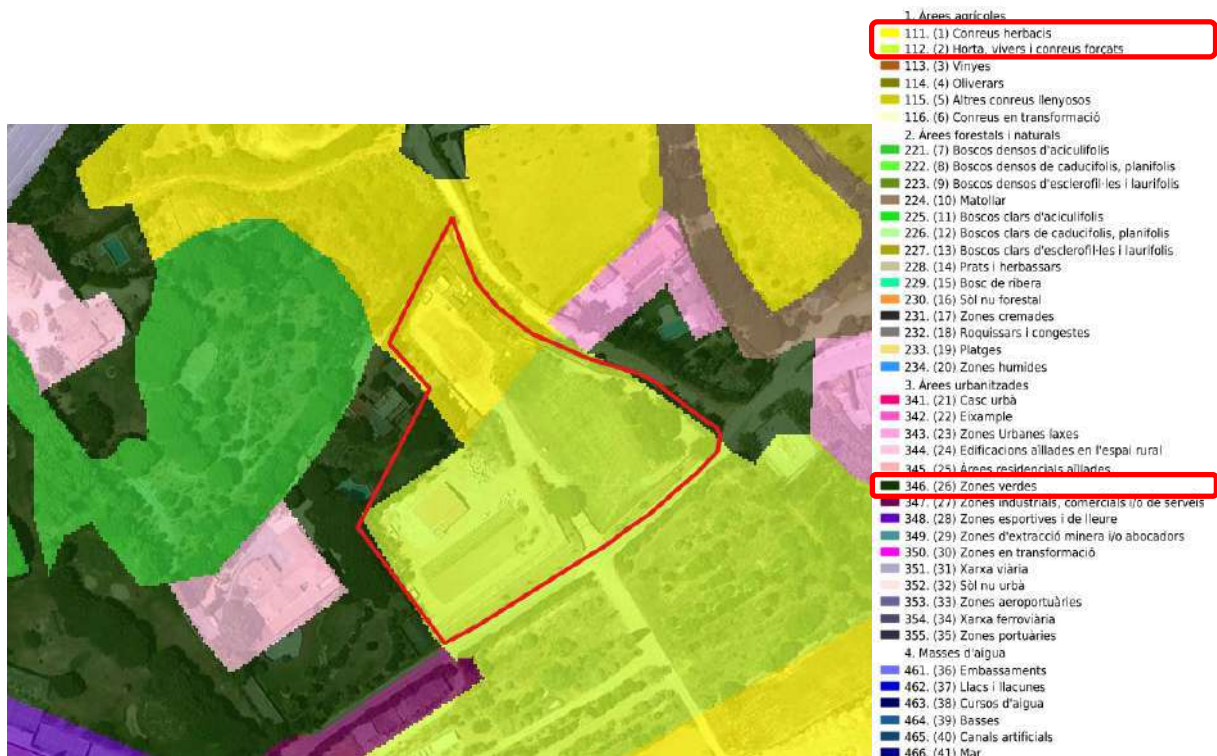 1. Àrees agrícoles
111. (1) Conreus herbacis
112. (2) Horta, vivers i conreus forçats
113. (3) Vinyes
114. (4) Oliverars
115. (5) Altres conreus llenyosos
116. (6) Conreus en transformació
2. Àrees forestals i naturals
221. (7) Boscos densos d'aciculifolis
222. (8) Boscos densos de caducifolis, planifolis
223. (9) Boscos densos d'esclerofil·les i laurifolis
224. (10) Matollar
225. (11) Boscos clars d'aciculifolis
226. (12) Boscos clars de caducifolis, planifolis
227. (13) Boscos clars d'esclerofil·les i laurifolis
228. (14) Prats i herbassars
229. (15) Bosc de ribera
230. (16) Sòl nu forestal
231. (17) Zones cremades
232. (18) Roquissars i congestes
233. (19) Platges
234. (20) Zones humides
3. Àrees urbanitzades
341. (21) Casc urbà
342. (22) Eixample
343. (23) Zones Urbanes laxes
344. (24) Edificacions aïllades en l'espai rural
345. (25) Àrees residencials aïllades
346. (26) Zones verdes
347. (27) Zones industrials, comercials i/o de serveis
348. (28) Zones esportives i de lleure
349. (29) Zones d'extracció minera i/o abocadors
350. (30) Zones en transformació
351. (31) Xarxa viària
352. (32) Sòl nu urbà
353. (33) Zones aeroportuàries
354. (34) Xarxa ferroviària
355. (35) Zones portuàries
4. Masses d'aigua
461. (36) Embassaments
462. (37) Llacs i llacunes
463. (38) Cursos d'aigua
464. (39) Basses
465. (40) Canals artificials
466. (41) Mar